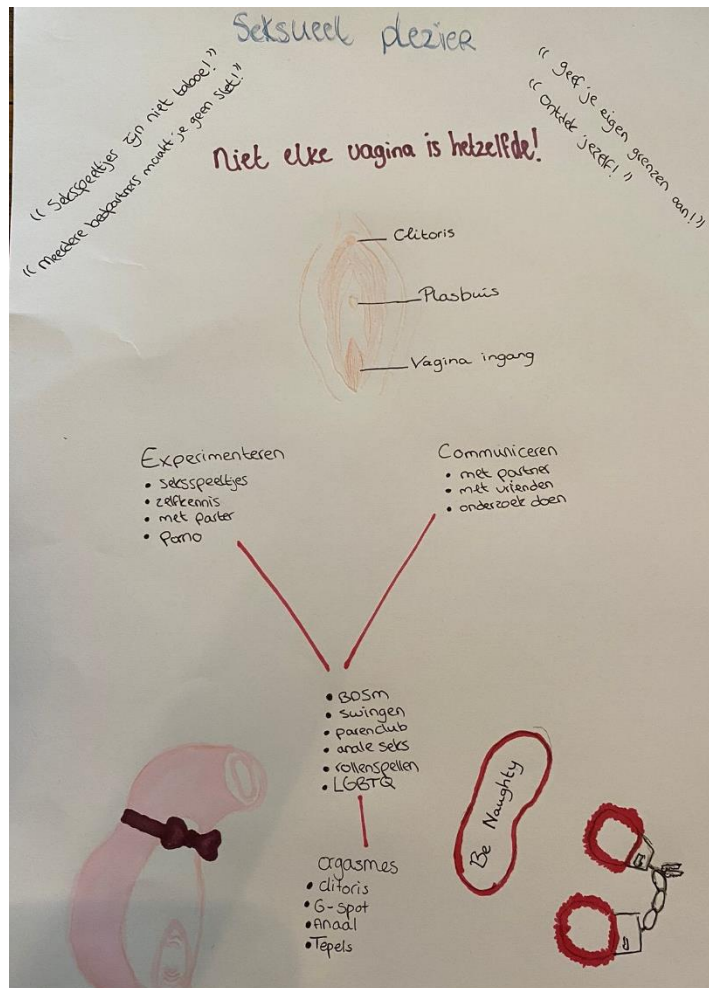 Seksueel plezier
"Seksspeeltjes zijn niet taboe!"
"Meerdere bedpartners maakt je geen slet!"
"Geef je eigen grenzen aan!"
"Ontdek jezelf!"
Niet elke vagina is hetzelfde!
Clitoris
Plasbuis
Vagina ingang
Experimenteren
• seksspeeltjes
• zelfkennis
• met parter
• Porno
Communiceren
• met partner
• met vrienden
• onderzoek doen
• BDSM
• swingen
• parenclub
• anale seks
• rollenspellen
• LGBTQ
Orgasmes
• clitoris
• G-spot
• Anaal
• Tepels
Be Naughty